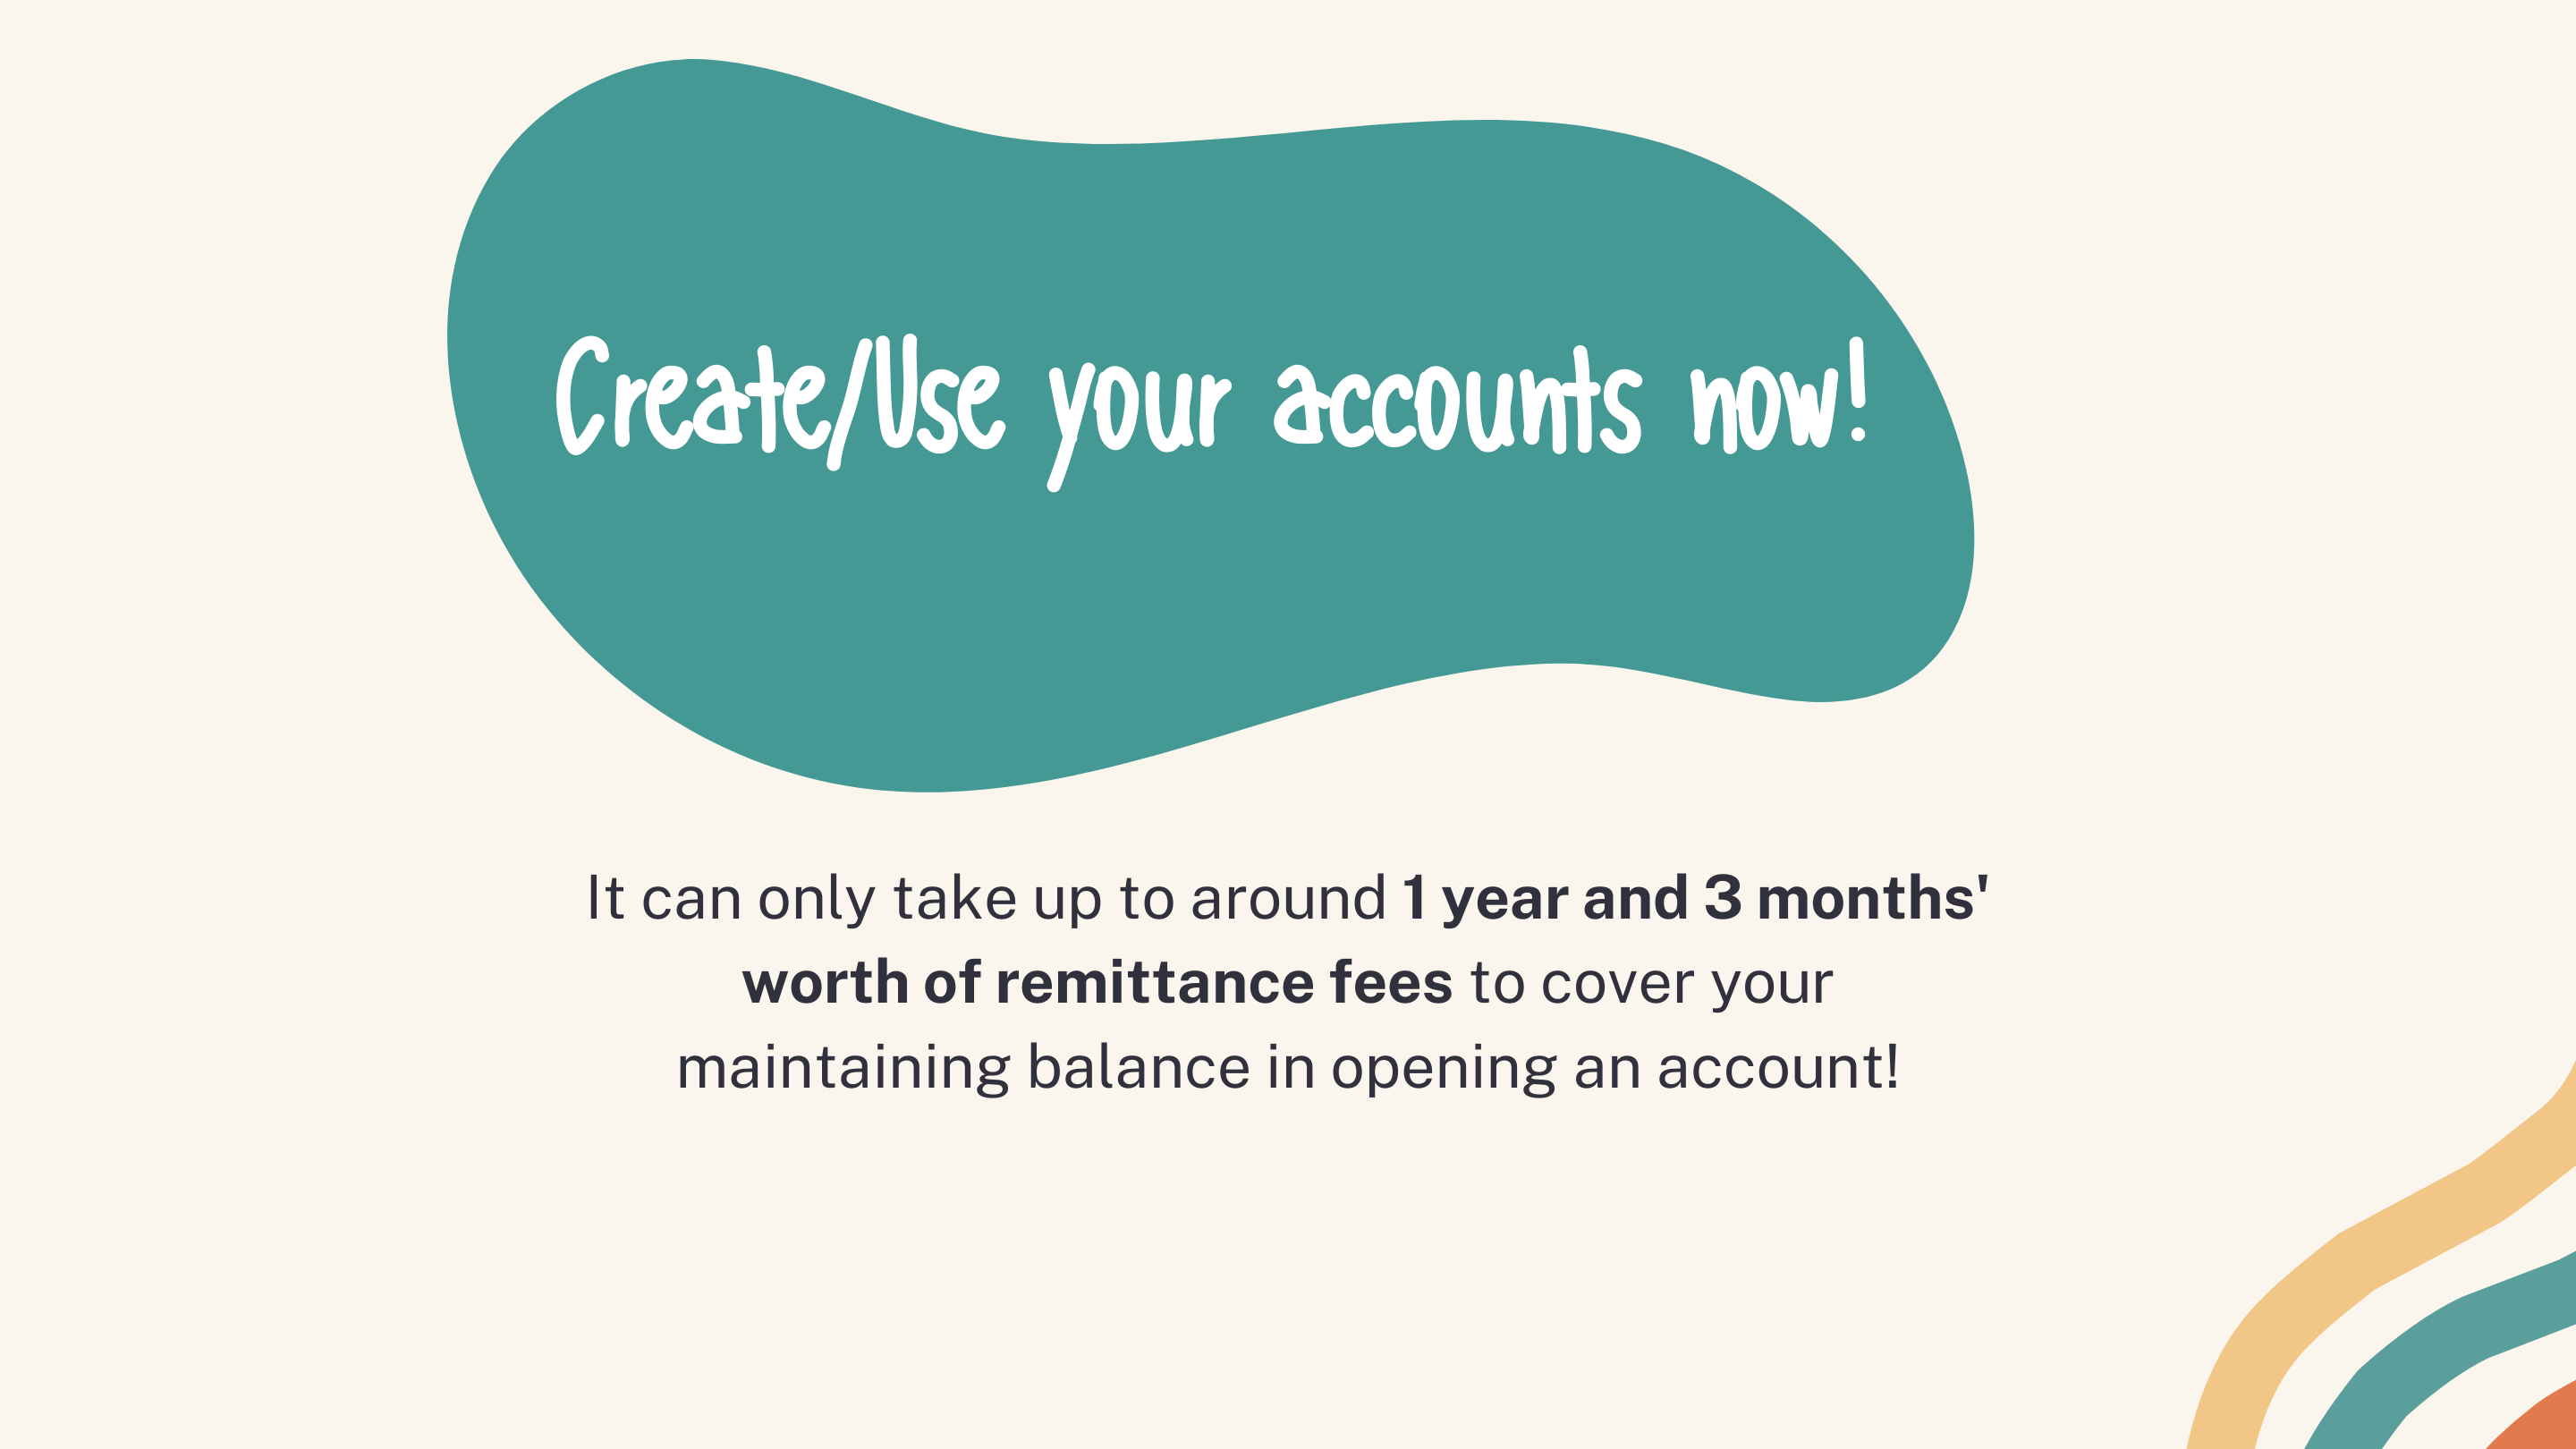 Create/Use your accounts now!
It can only take up to around 1 year and 3 months'
worth of remittance fees to cover your
maintaining balance in opening an account!